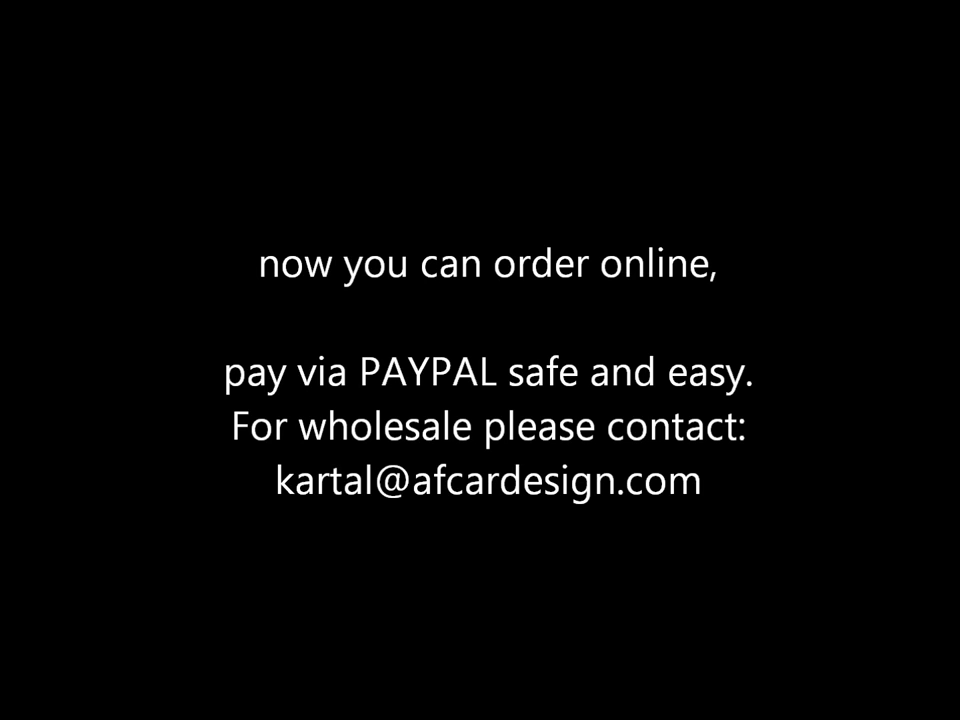 now you can order online,
pay via PAYPAL safe and easy.
For wholesale please contact:
kartal@afcardesign.com